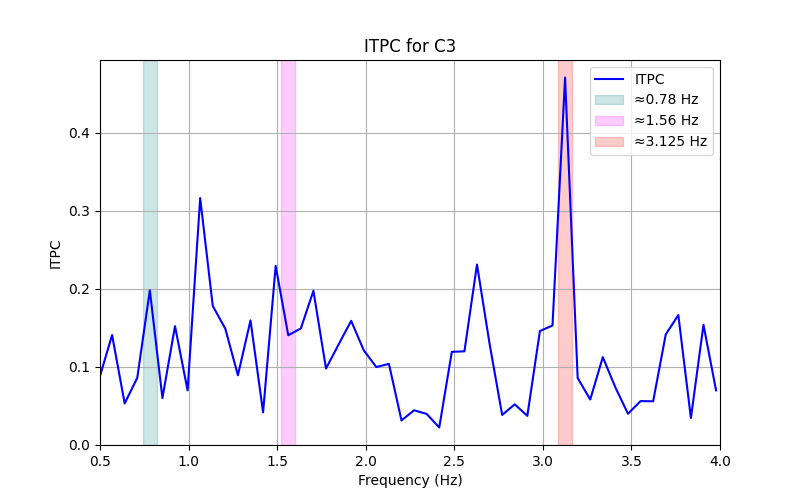 ITPC for C3
ITPC
≈0.78 Hz
≈1.56 Hz
≈3.125 Hz
0.4
0.3
0.2
0.1
0.0
ITPC
0.5 1.0 1.5 2.0 2.5 3.0 3.5 4.0
Frequency (Hz)